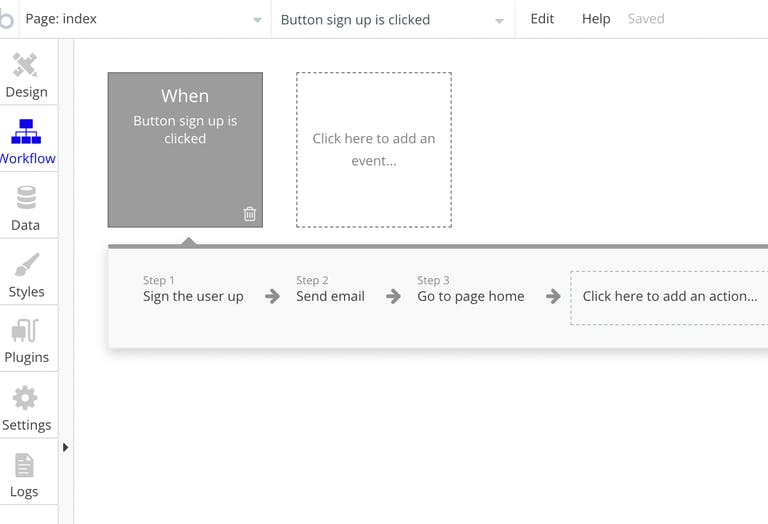 b Page: index
Button sign up is clicked
Edit
Help
Saved
Design
Workflow
Data
Styles
Plugins
Settings
Logs
When
Button sign up is
clicked
Click here to add an
event...
Step 1
Sign the user up
Step 2
Send email
Step 3
Go to page home
Click here to add an action...